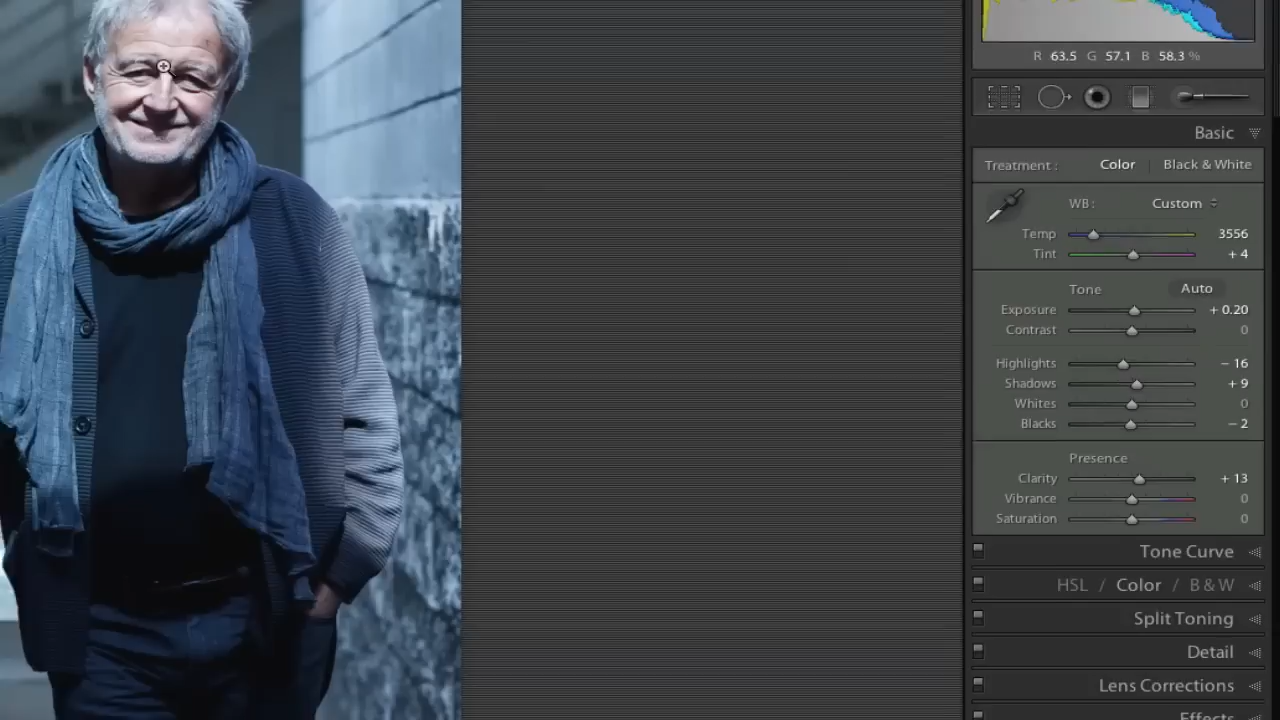 R 63.5 G 57.1 B 58.3 %
Basic
Treatment : Color Black & White
WB : Custom
Temp 3556
Tint + 4
Tone Auto
Exposure + 0.20
Contrast 0
Highlights − 16
Shadows + 9
Whites 0
Blacks − 2
Presence
Clarity + 13
Vibrance 0
Saturation 0
Tone Curve
HSL / Color / B & W
Split Toning
Detail
Lens Corrections
Effects